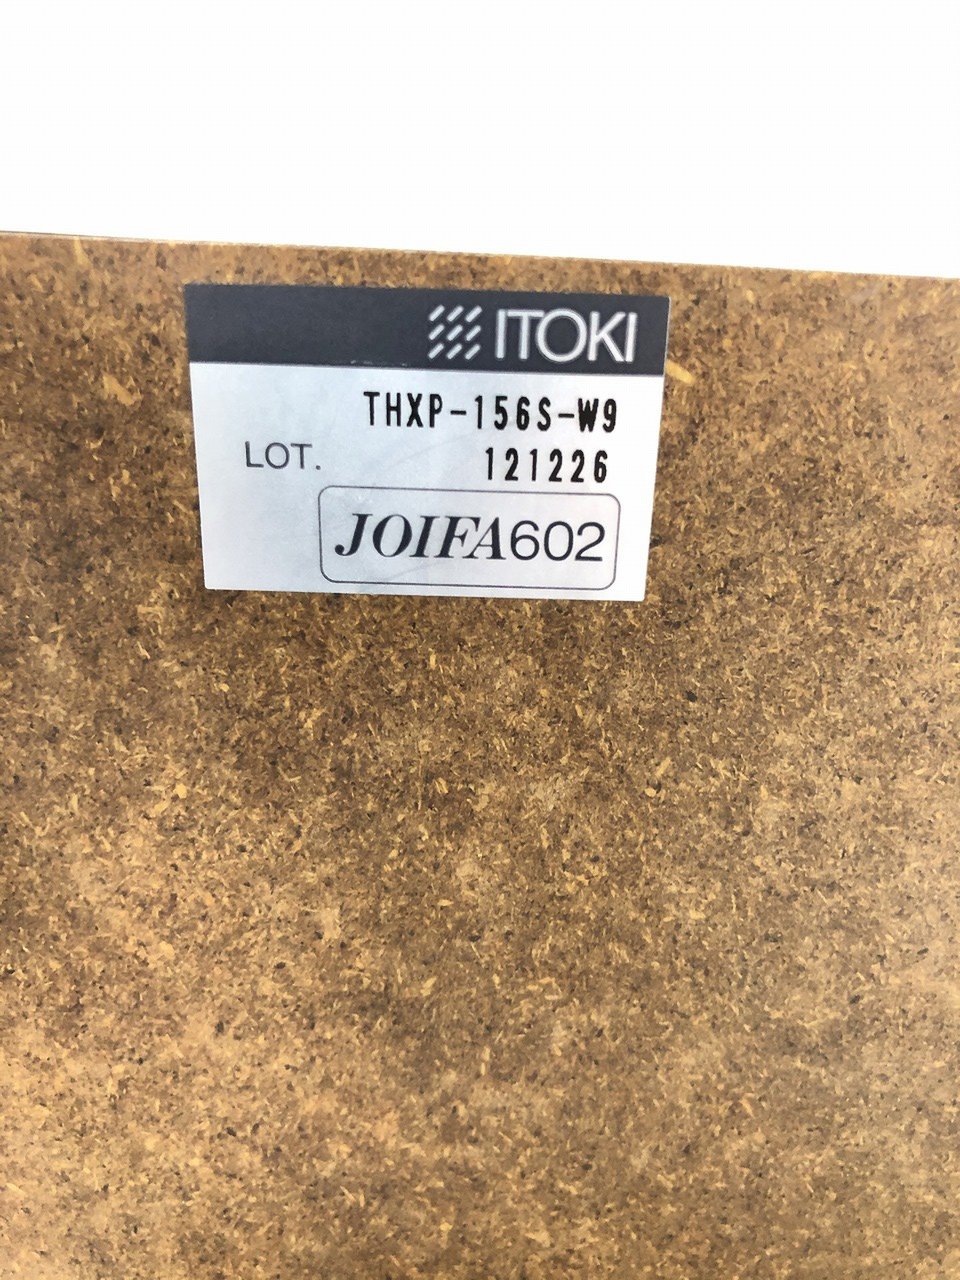 ITOKI
THXP-156S-W9
LOT. 121226
JOIFA602